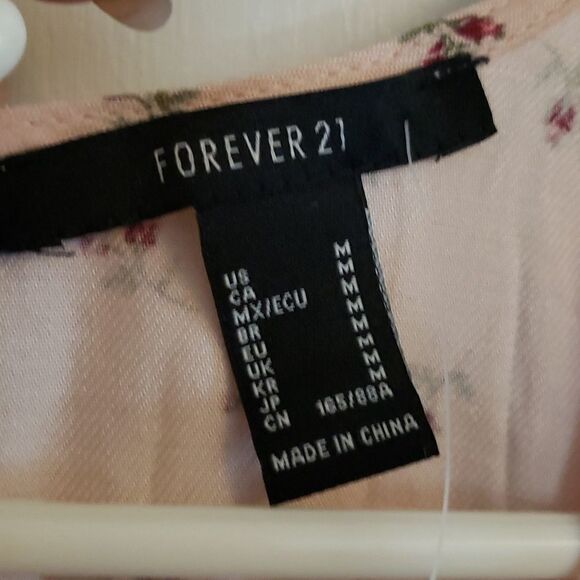 FOREVER 21
US M
CA M
MX/ECU M
BR M
EU M
UK M
KR M
JP M
CN 165/88A
MADE IN CHINA